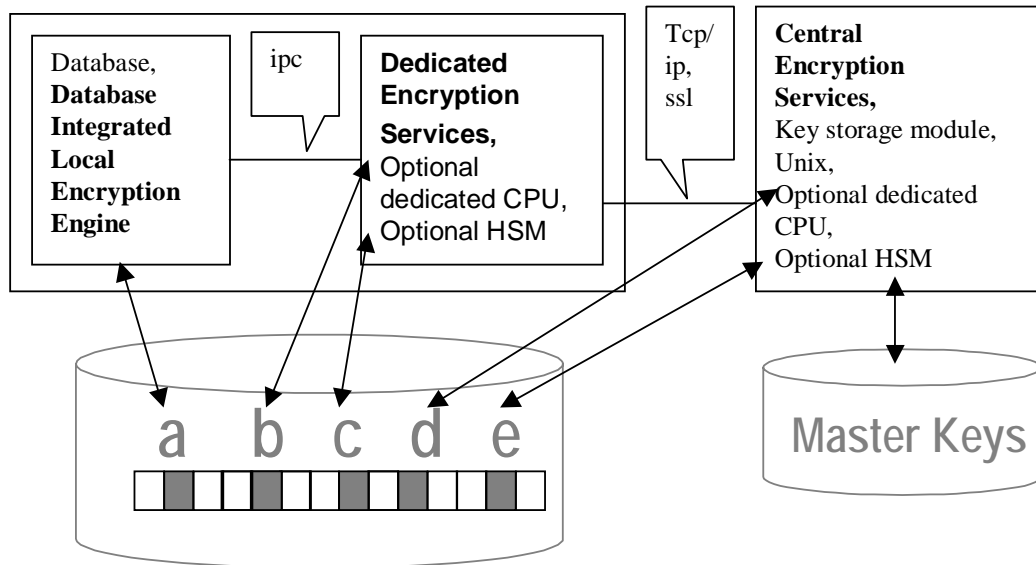 Database,
Database
Integrated
Local
Encryption
Engine
ipc
Dedicated
Encryption
Services,
Optional
dedicated CPU,
Optional HSM
Tcp/
ip,
ssl
Central
Encryption
Services,
Key storage module,
Unix,
Optional dedicated
CPU,
Optional HSM
a b c d e
Master Keys